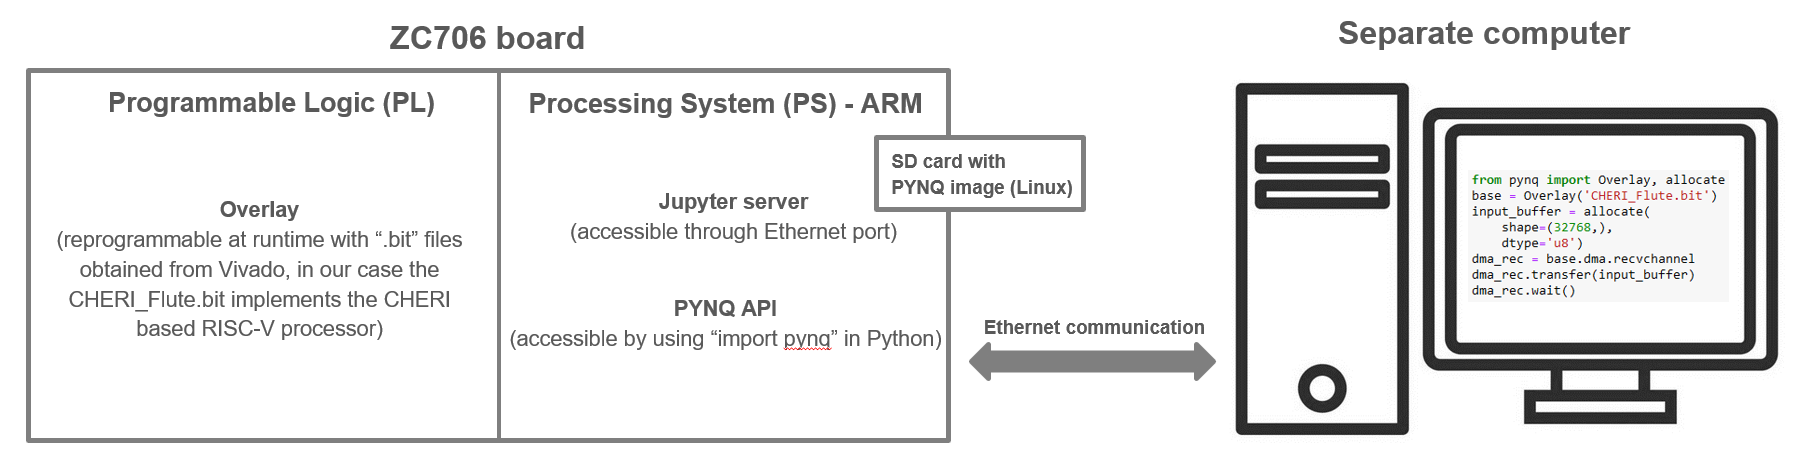 ZC706 board
Programmable Logic (PL)
Overlay
(reprogrammable at runtime with “.bit” files
obtained from Vivado, in our case the
CHERI_Flute.bit implements the CHERI
based RISC-V processor)
Processing System (PS) - ARM
SD card with
PYNQ image (Linux)
Jupyter server
(accessible through Ethernet port)
PYNQ API
(accessible by using “import pynq” in Python)
Ethernet communication
Separate computer
from pynq import Overlay, allocate
base = Overlay('CHERI_Flute.bit')
input_buffer = allocate(
    shape=(32768,),
    dtype='u8')
dma_rec = base.dma.recvchannel
dma_rec.transfer(input_buffer)
dma_rec.wait()